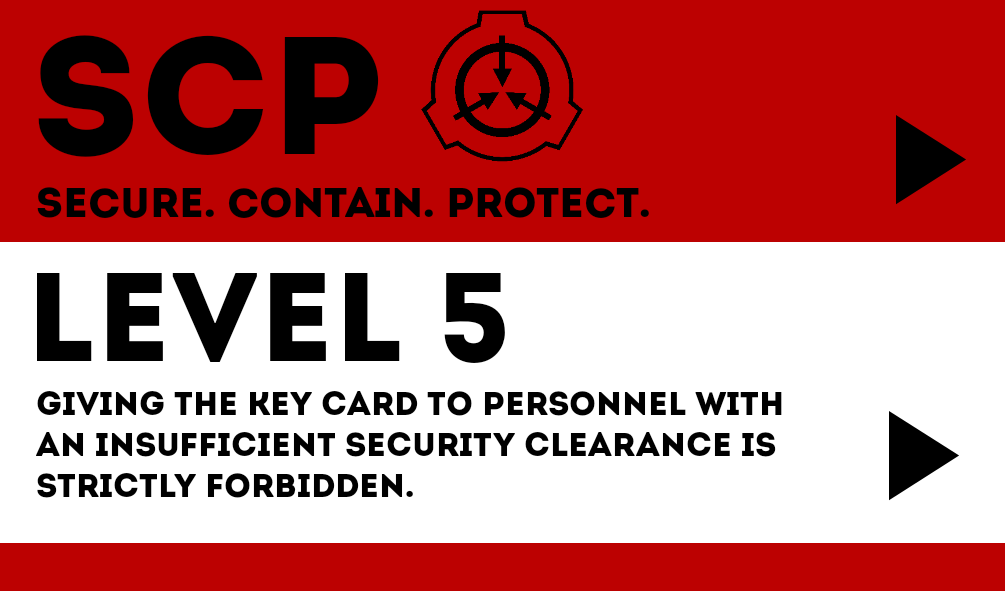 SCP
SECURE. CONTAIN. PROTECT.
LEVEL 5
GIVING THE KEY CARD TO PERSONNEL WITH
AN INSUFFICIENT SECURITY CLEARANCE IS
STRICTLY FORBIDDEN.